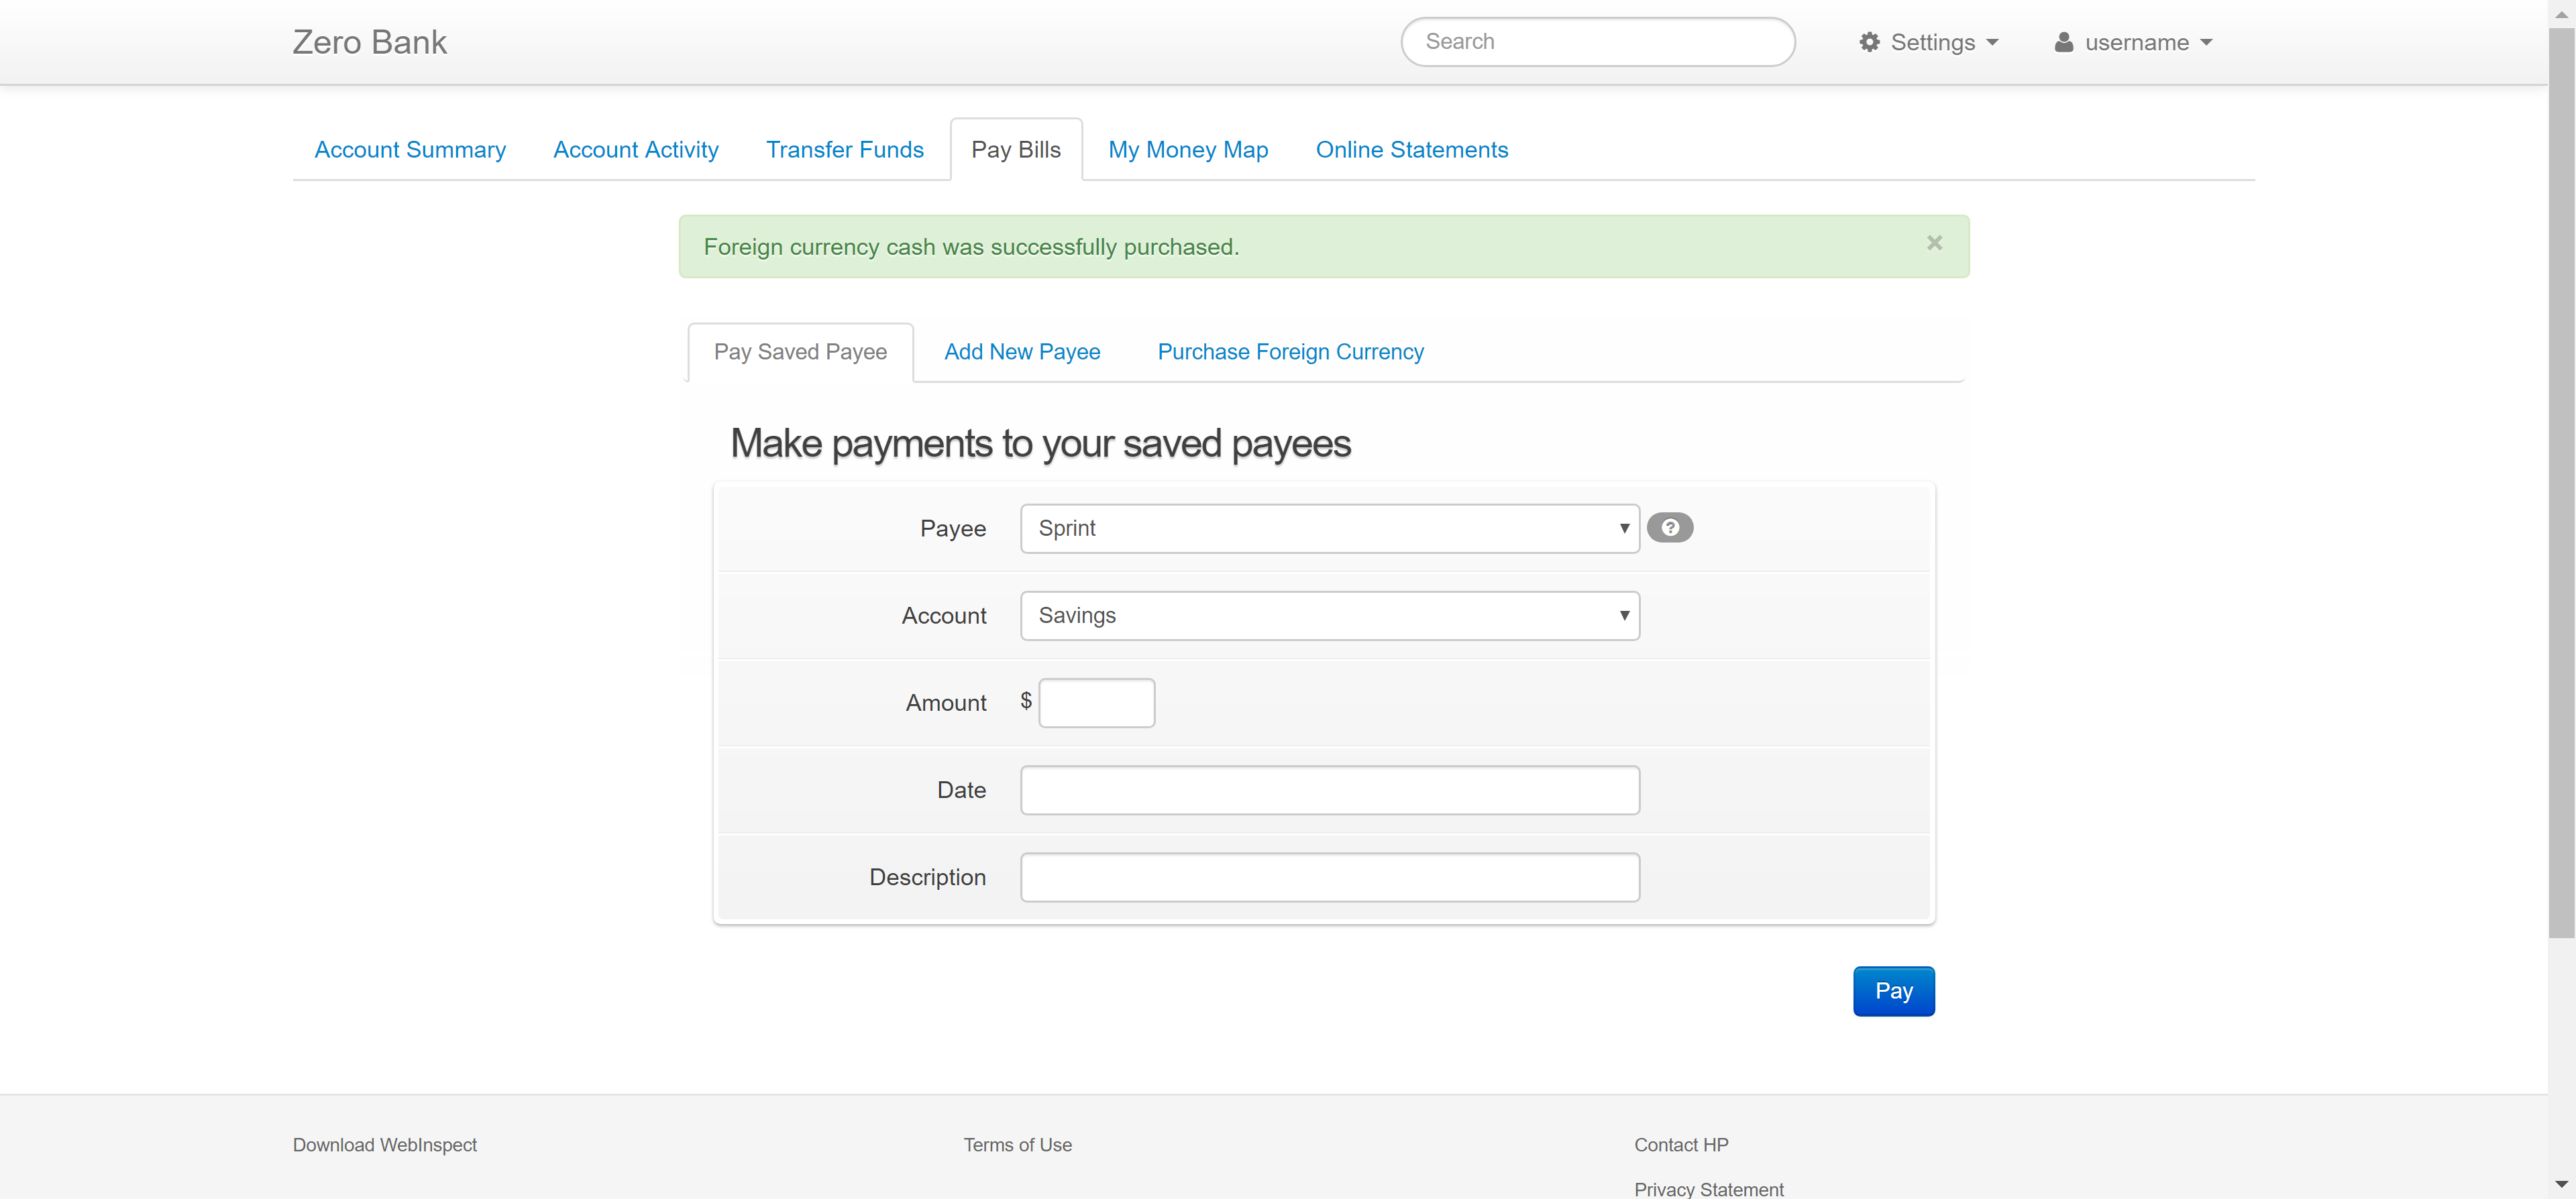 Zero Bank
Search
Settings
username
Account Summary
Account Activity
Transfer Funds
Pay Bills
My Money Map
Online Statements
Foreign currency cash was successfully purchased.
×
Pay Saved Payee
Add New Payee
Purchase Foreign Currency
Make payments to your saved payees
Payee
Sprint
?
Account
Savings
Amount
$
Date
Description
Pay
Download WebInspect
Terms of Use
Contact HP
Privacy Statement